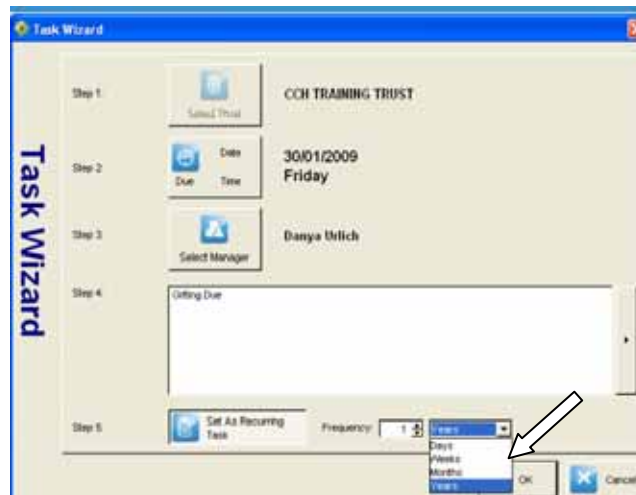 Task Wizard
Task Wizard
Step 1
Select Trust
CCH TRAINING TRUST
Step 2
Due Date Time
30/01/2009
Friday
Step 3
Select Manager
Danya Urlich
Step 4
Gifting Due
Step 5
Set As Recurring
Task
Frequency: 1 Years
Days
Weeks
Months
Years
OK
Cancel